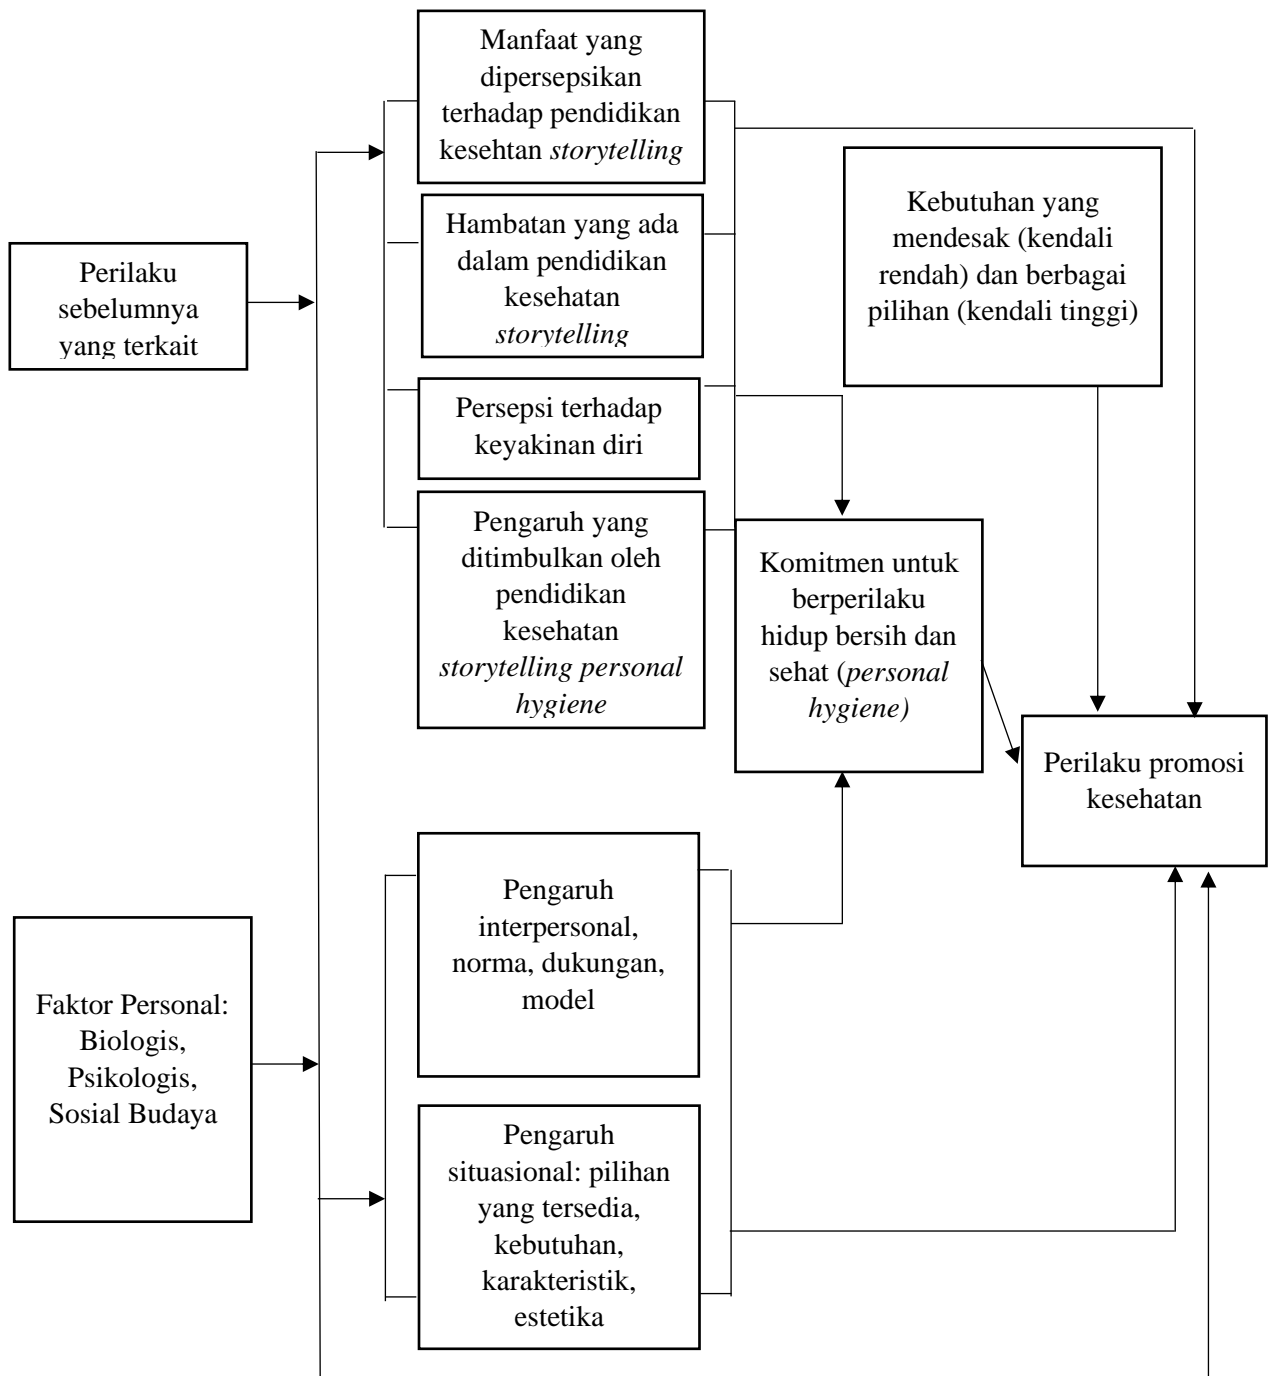 Manfaat yang
dipersepsikan
terhadap pendidikan
kesehtan storytelling
Kebutuhan yang
mendesak (kendali
rendah) dan berbagai
pilihan (kendali tinggi)
Hambatan yang ada
dalam pendidikan
kesehatan
storytelling
Perilaku
sebelumnya
yang terkait
Persepsi terhadap
keyakinan diri
Pengaruh yang
ditimbulkan oleh
pendidikan
kesehatan
storytelling personal
hygiene
Komitmen untuk
berperilaku
hidup bersih dan
sehat (personal
hygiene)
Perilaku promosi
kesehatan
Pengaruh
interpersonal,
norma, dukungan,
model
Faktor Personal:
Biologis,
Psikologis,
Sosial Budaya
Pengaruh
situasional: pilihan
yang tersedia,
kebutuhan,
karakteristik,
estetika